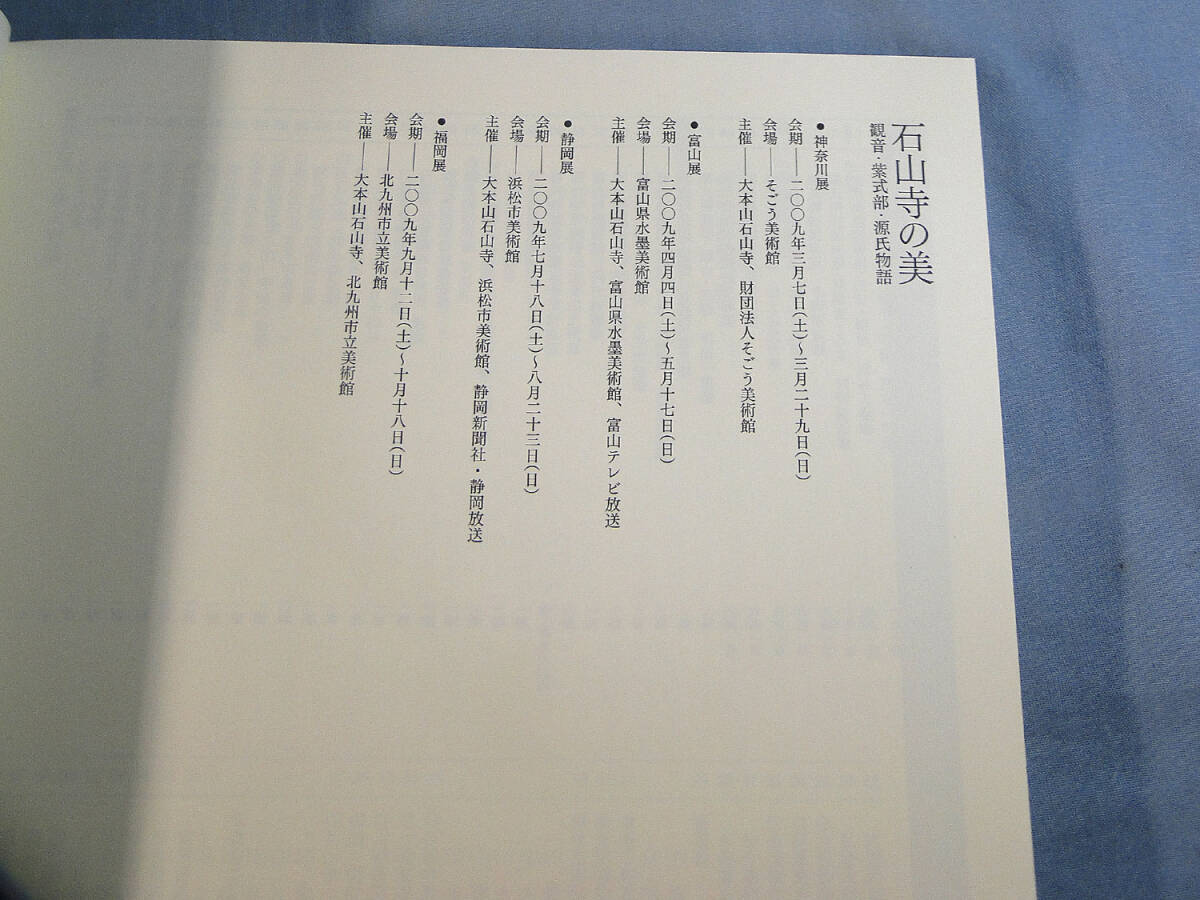 石山寺の美
観音・紫式部・源氏物語
●神奈川展
会期――二〇〇九年三月七日(土)～三月二十九日(日)
会場――そごう美術館
主催――大本山石山寺、財団法人そごう美術館
●富山展
会期――二〇〇九年四月四日(土)～五月十七日(日)
会場――富山県水墨美術館
主催――大本山石山寺、富山県水墨美術館、富山テレビ放送
●静岡展
会期――二〇〇九年七月十八日(土)～八月二十三日(日)
会場――浜松市美術館
主催――大本山石山寺、浜松市美術館、静岡新聞社・静岡放送
●福岡展
会期――二〇〇九年九月十二日(土)～十月十八日(日)
会場――北九州市立美術館
主催――大本山石山寺、北九州市立美術館